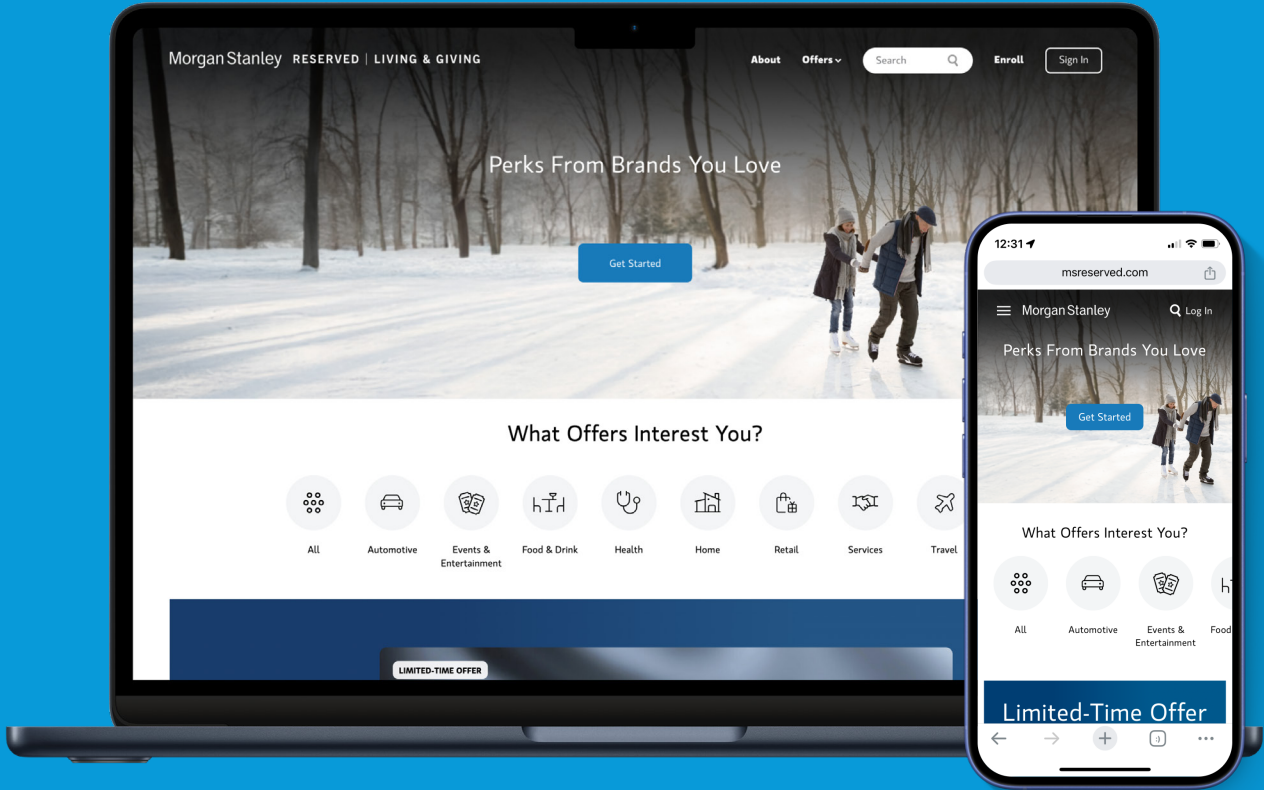 Morgan Stanley RESERVED | LIVING & GIVING
About Offers Search Enroll Sign In
Perks From Brands You Love
Get Started
What Offers Interest You?
All Automotive Events & Food & Drink Health Home Retail Services Travel
Entertainment
LIMITED-TIME OFFER
12:31
msreserved.com
Morgan Stanley Log In
Perks From Brands You Love
Get Started
What Offers Interest You?
All Automotive Events & Food
Entertainment
Limited-Time Offer
:)